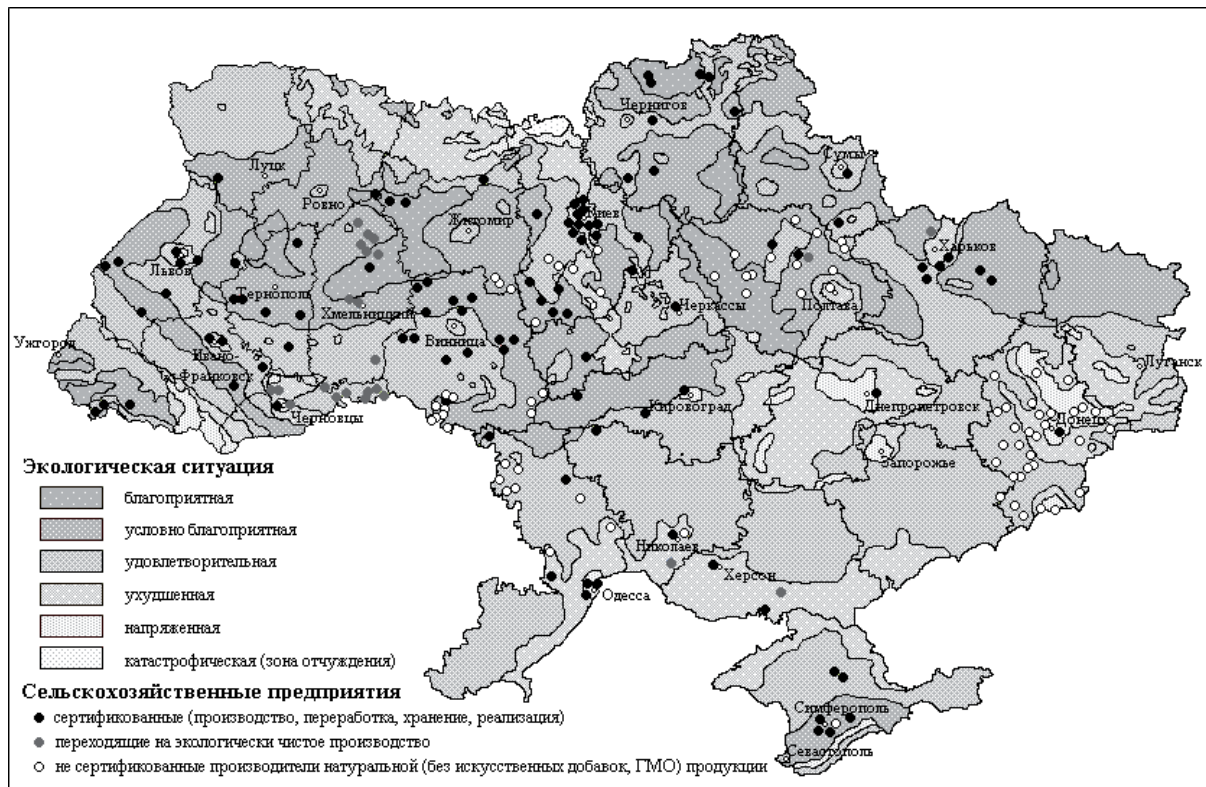 Чернигов
Сумы
Луцк
Ровно
Житомир
Киев
Харьков
Львов
Тернополь
Хмельницкий
Черкассы
Полтава
Ужгород
Ивано-
Франковск
Винница
Луганск
Черновцы
Кировоград
Днепропетровск
Донецк
Запорожье
Николаев
Херсон
Одесса
Симферополь
Севастополь
Экологическая ситуация
благоприятная
условно благоприятная
удовлетворительная
ухудшенная
напряженная
катастрофическая (зона отчуждения)
Сельскохозяйственные предприятия
сертификованные (производство, переработка, хранение, реализация)
переходящие на экологически чистое производство
не сертификованные производители натуральной (без искусственных добавок, ГМО) продукции